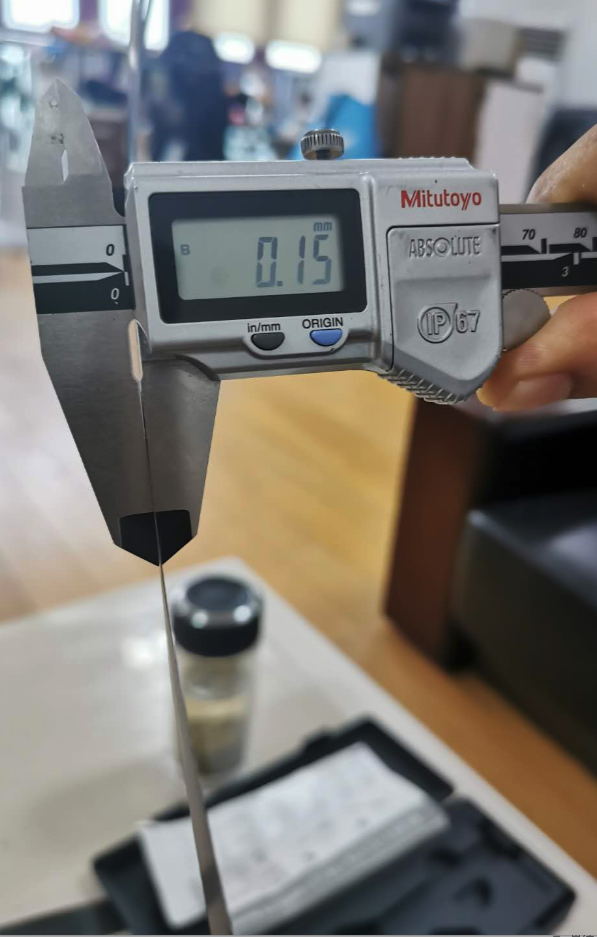 Mitutoyo
mm
B
0.15
ABSOLUTE
IP67
in/mm
ORIGIN
0
0
70
80
3